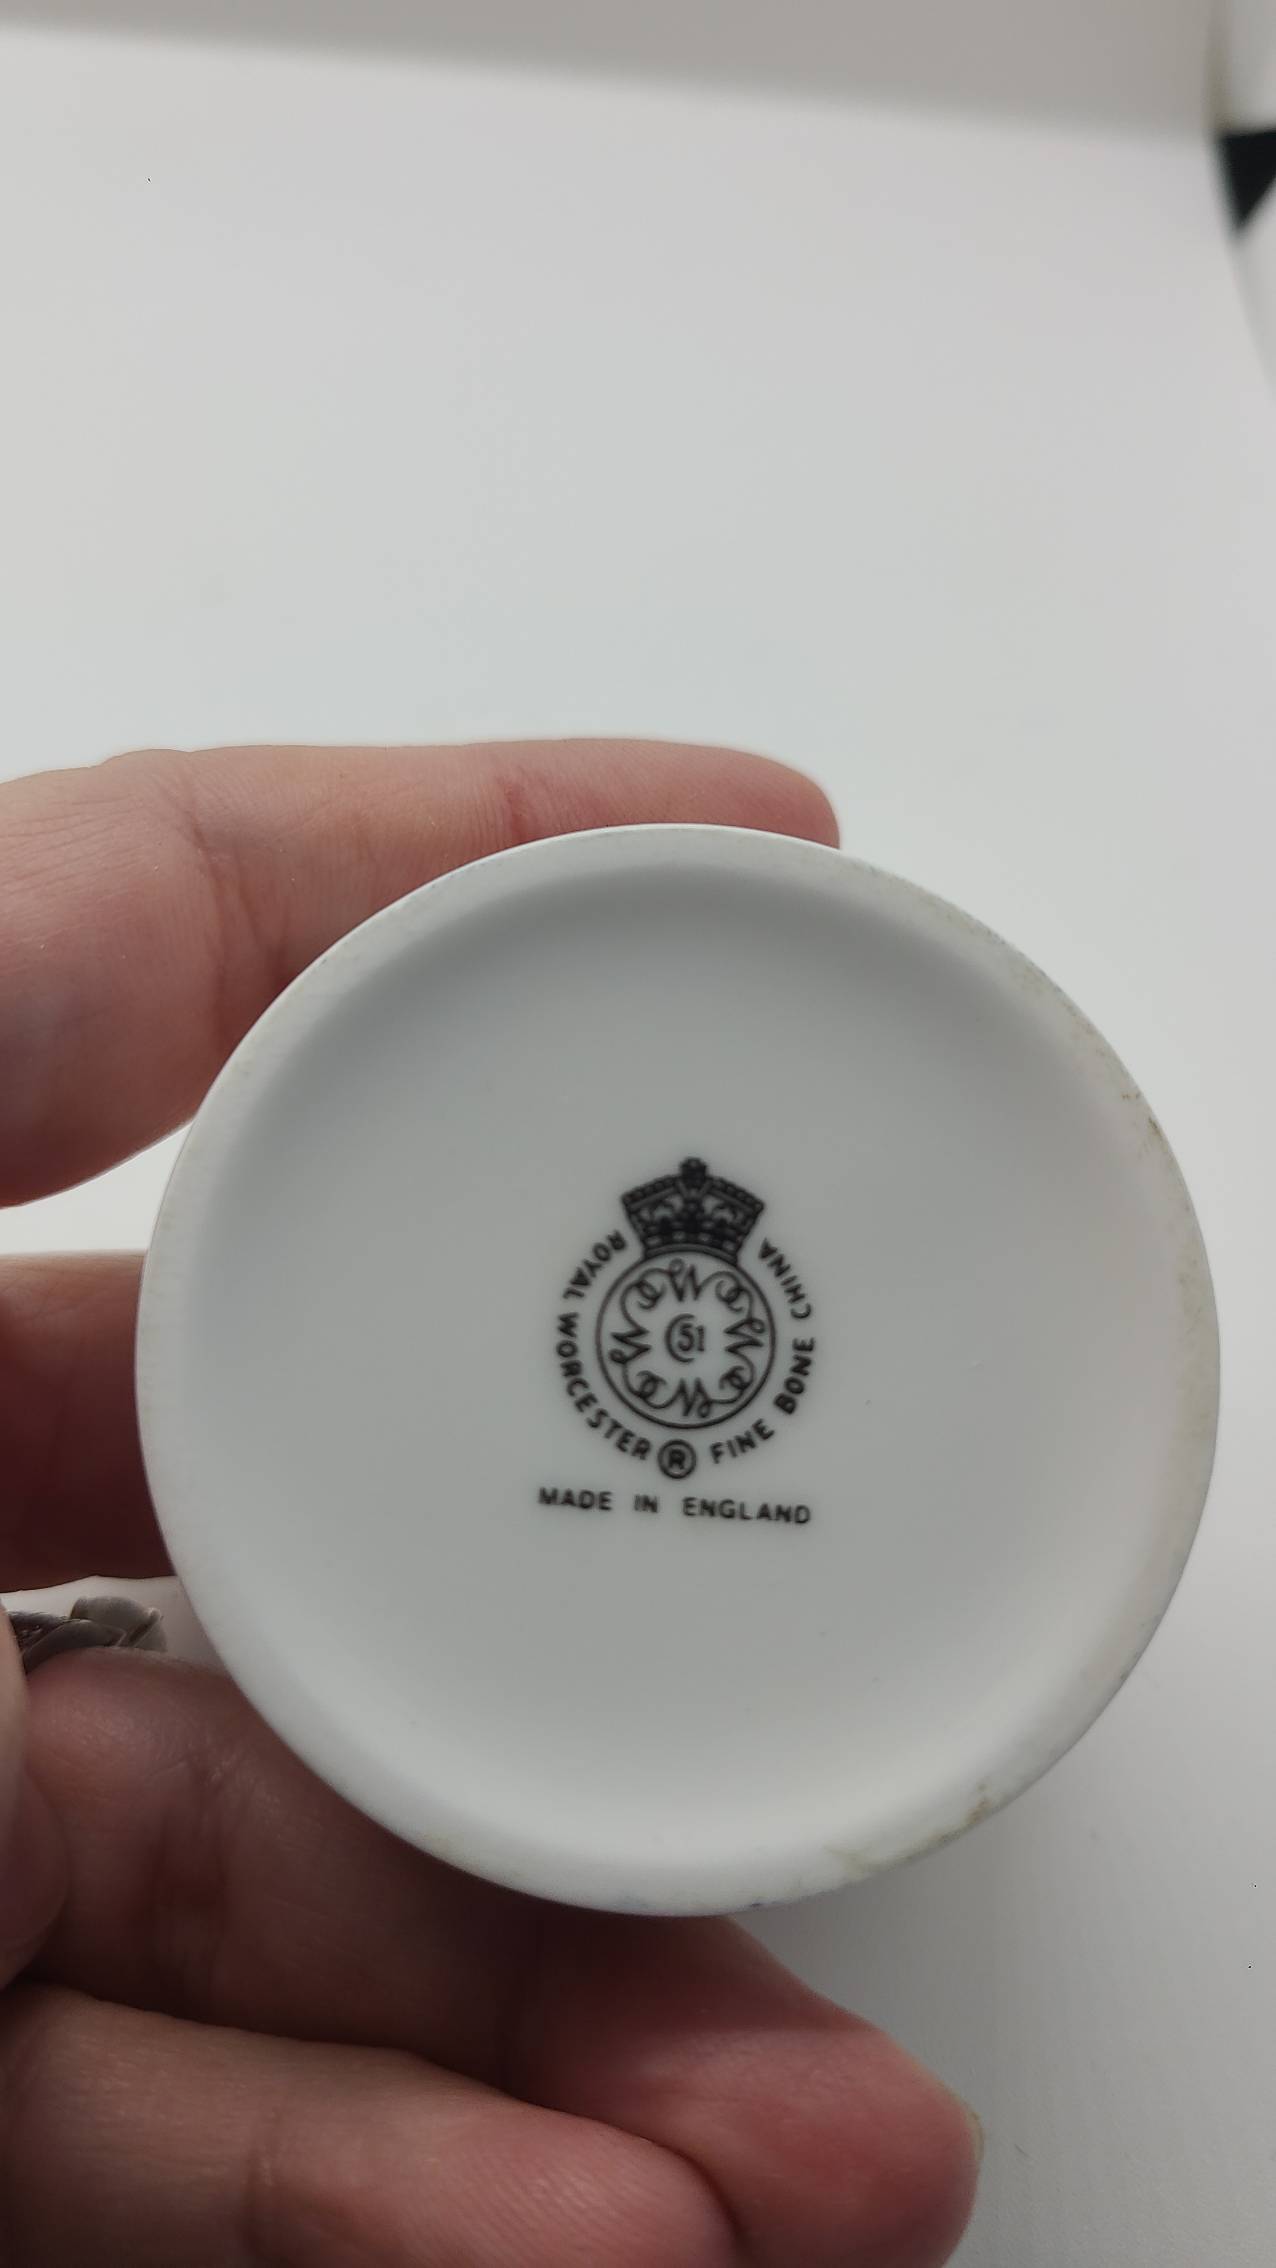 ROYAL WORCESTER ® FINE BONE CHINA
51
MADE IN ENGLAND